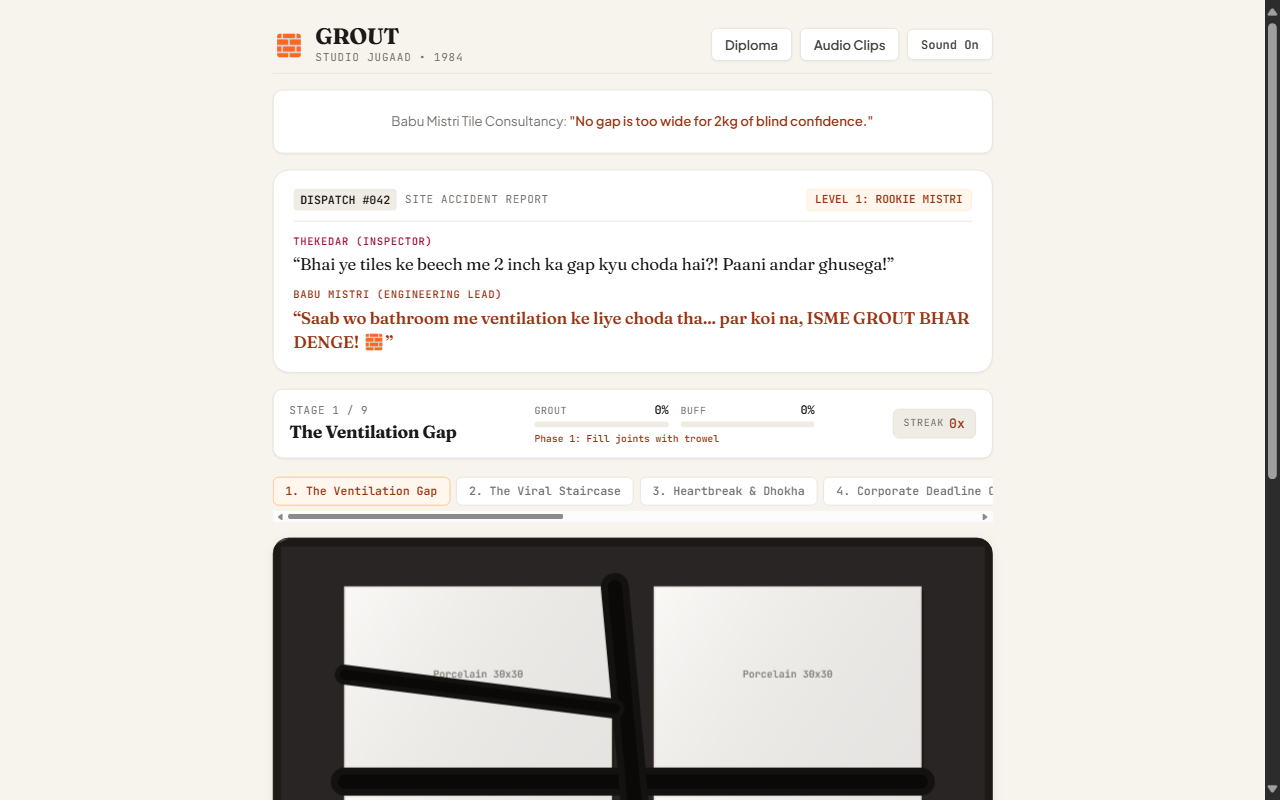 GROUT
STUDIO JUGAAD • 1984
Diploma
Audio Clips
Sound On
Babu Mistri Tile Consultancy: "No gap is too wide for 2kg of blind confidence."
DISPATCH #042
SITE ACCIDENT REPORT
LEVEL 1: ROOKIE MISTRI
THEKEDAR (INSPECTOR)
“Bhai ye tiles ke beech me 2 inch ka gap kyu choda hai?! Paani andar ghusega!”
BABU MISTRI (ENGINEERING LEAD)
“Saab wo bathroom me ventilation ke liye choda tha... par koi na, ISME GROUT BHAR
DENGE! 🧱”
STAGE 1 / 9
The Ventilation Gap
GROUT 0%
BUFF 0%
Phase 1: Fill joints with trowel
STREAK 0x
1. The Ventilation Gap
2. The Viral Staircase
3. Heartbreak & Dhokha
4. Corporate Deadline
Porcelain 30x30
Porcelain 30x30